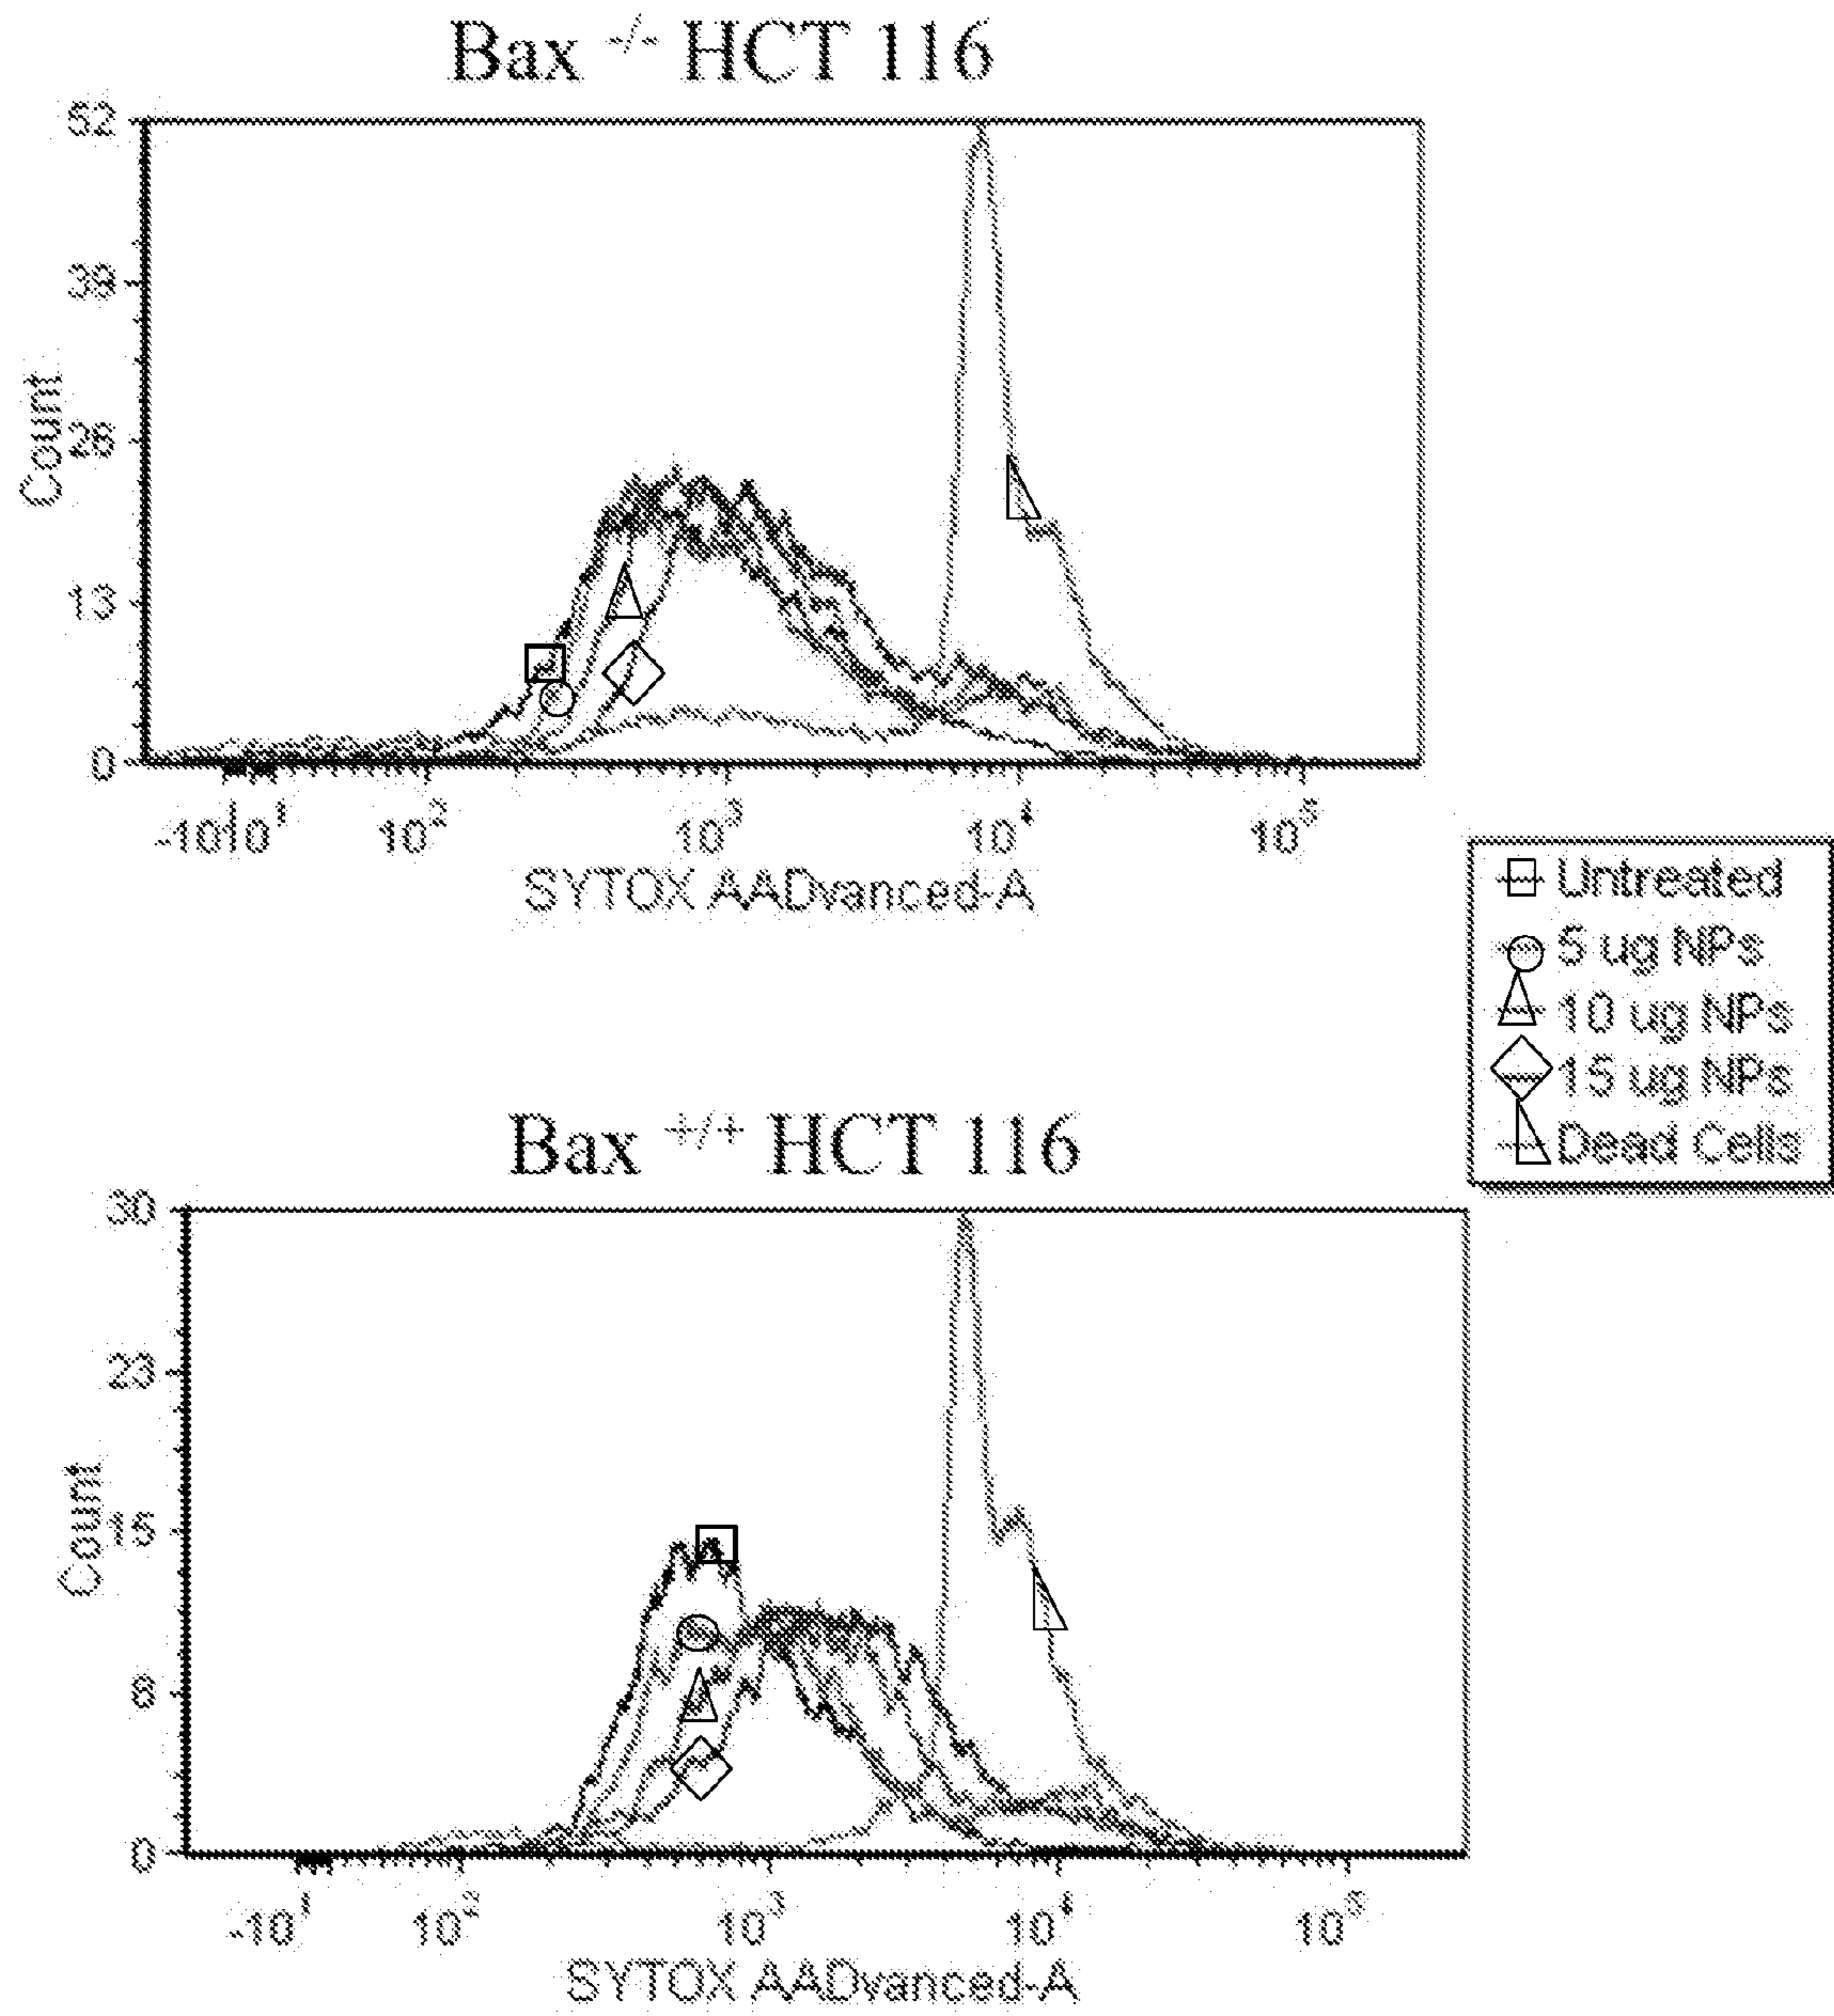 Bax -/- HCT 116
52
39
26
13
0
Count
-10¹ 10¹ 10² 10³ 10⁴ 10⁵
SYTOX AADvanced-A
Untreated
5 ug NPs
10 ug NPs
15 ug NPs
Dead Cells
Bax +/+ HCT 116
30
23
15
8
0
Count
-10¹ 10² 10³ 10⁴ 10⁵
SYTOX AADvanced-A